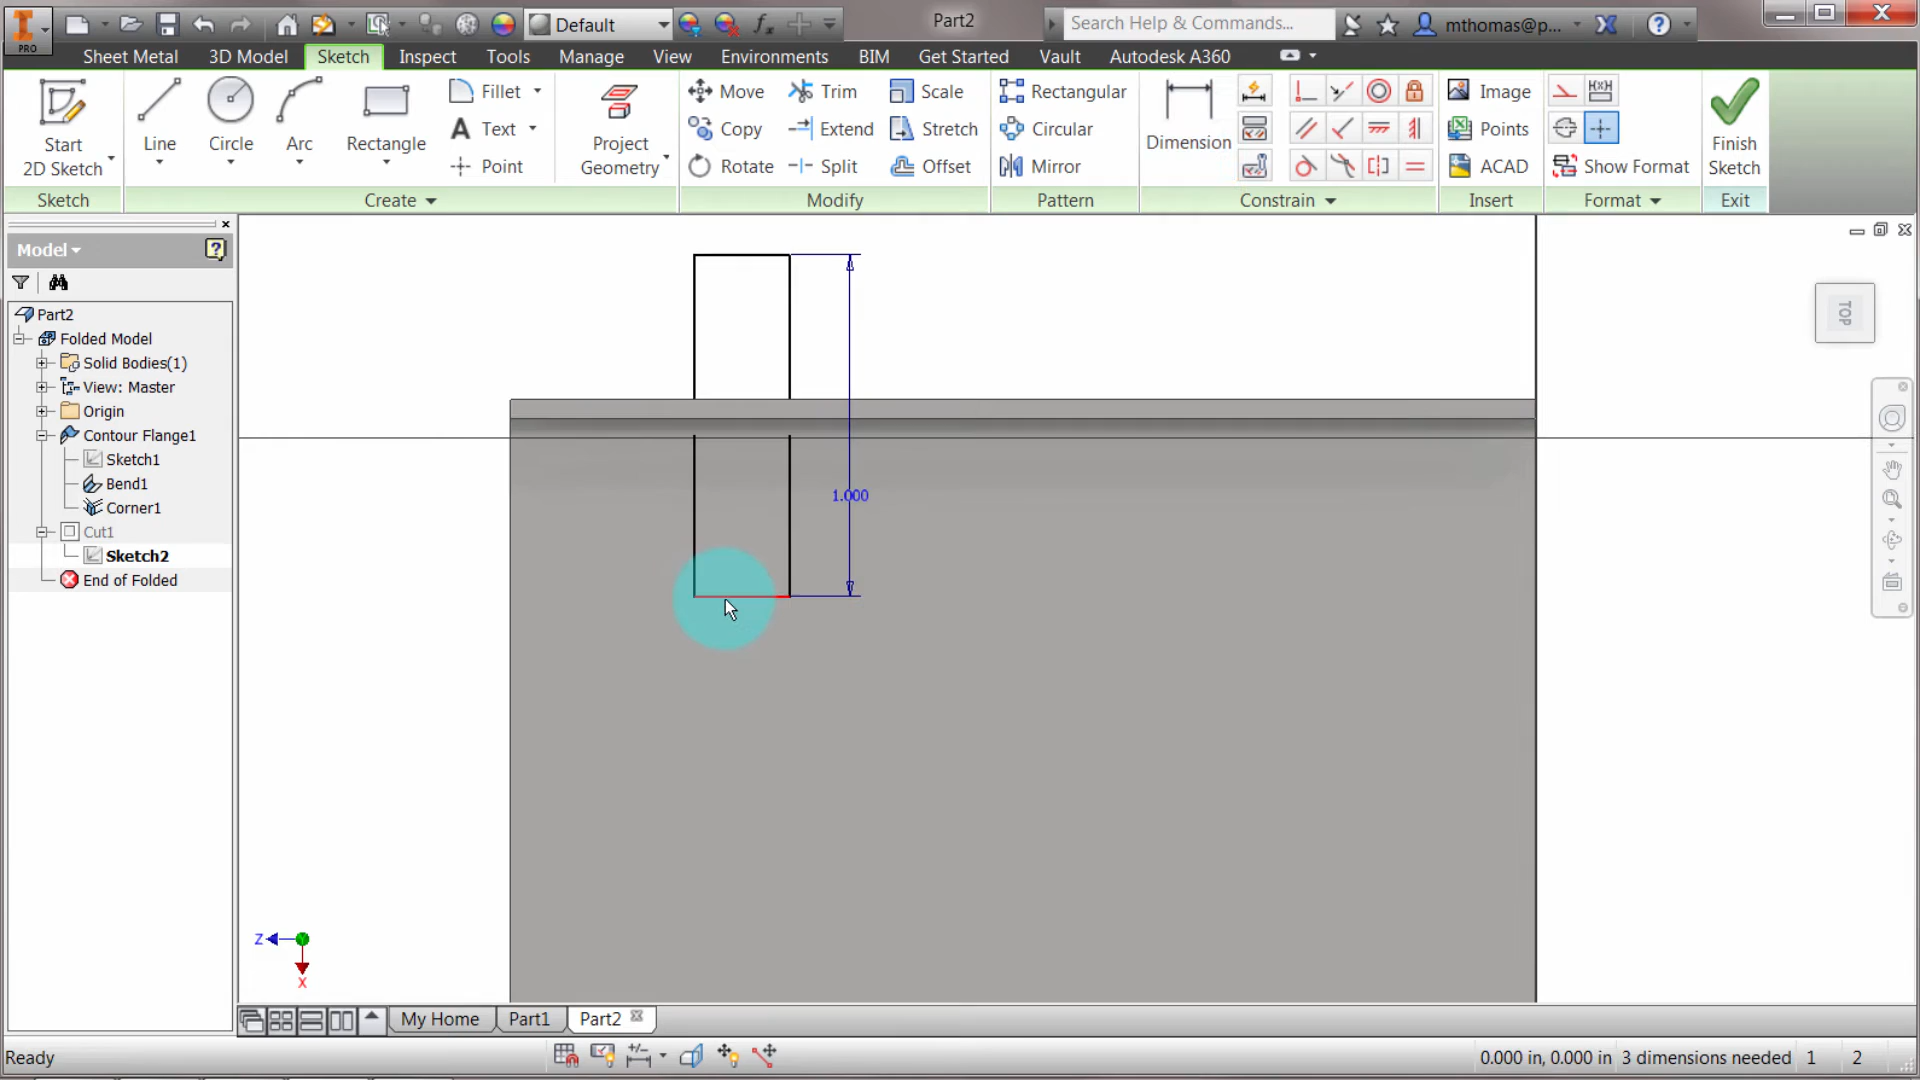 PRO
Default
Part2
Search Help & Commands...
mthomas@p...
Sheet Metal
3D Model
Sketch
Inspect
Tools
Manage
View
Environments
BIM
Get Started
Vault
Autodesk A360
Start
2D Sketch
Line
Circle
Arc
Rectangle
Fillet
Text
Point
Project
Geometry
Move
Copy
Rotate
Trim
Extend
Split
Scale
Stretch
Offset
Rectangular
Circular
Mirror
Dimension
Image
Points
ACAD
Show Format
Finish
Sketch
Sketch
Create
Modify
Pattern
Constrain
Insert
Format
Exit
Model
Part2
Folded Model
Solid Bodies(1)
View: Master
Origin
Contour Flange1
Sketch1
Bend1
Corner1
Cut1
Sketch2
End of Folded
1.000
TOP
Z
X
My Home
Part1
Part2
Ready
0.000 in, 0.000 in
3 dimensions needed
1
2